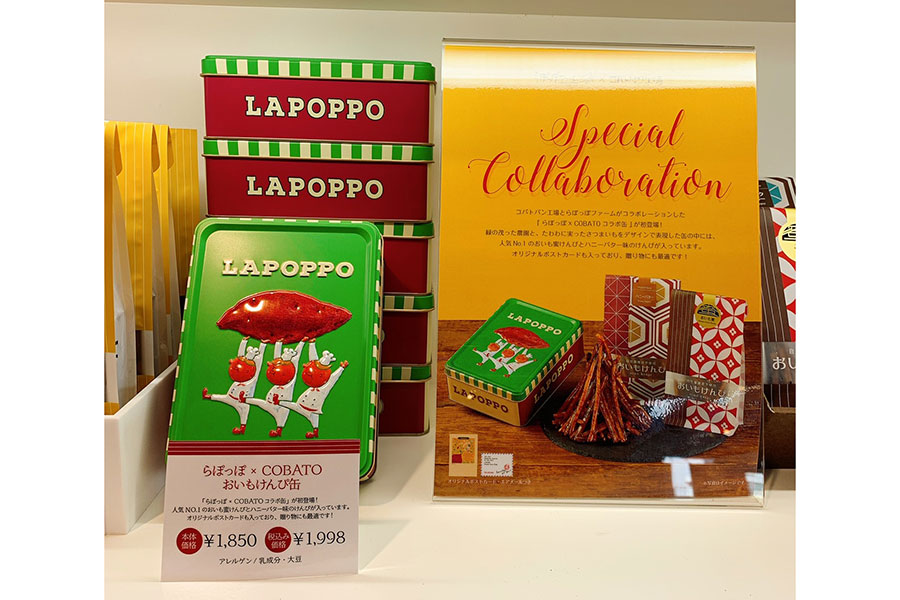 LAPOPPO
LAPOPPO
LAPOPPO
らぽっぽ × COBATO
おいもけんぴ缶
「らぽっぽ × COBATO コラボ缶」が初登場！
人気NO.1のおいも蜜けんぴとハニーバター味のけんぴが入っています。
オリジナルポストカードも入っており、贈り物にも最適です！
本体価格 ¥1,850 税込み価格 ¥1,998
アレルゲン / 乳成分・大豆
Special
Collaboration
コバトパン工場とらぽっぽファームがコラボレーションした
「らぽっぽ × COBATO コラボ缶」が初登場！
緑の茂った農園と、たわわに実ったさつまいもをデザインで表現した缶の中には、
人気No.1のおいも蜜けんぴとハニーバター味のけんぴが入っています。
オリジナルポストカードも入っており、贈り物にも最適です！
LAPOPPO
LAPOPPO
LAPOPPO
おいもけんぴ
おいもけんぴ